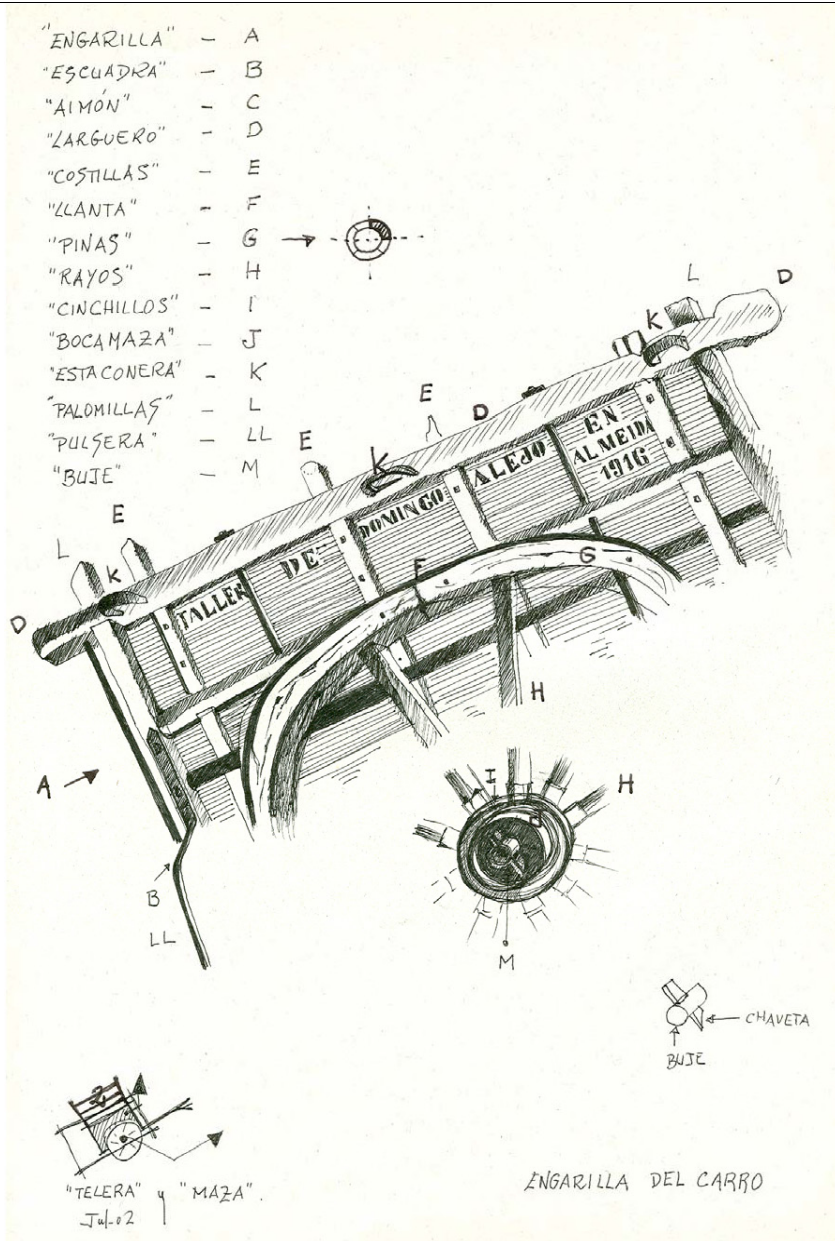 "ENGARILLA" - A
"ESCUADRA" - B
"AIMÓN" - C
"LARGUERO" - D
"COSTILLAS" - E
"LLANTA" - F
"PINAS" - G
"RAYOS" - H
"CINCHILLOS" - I
"BOCAMAZA" - J
"ESTACONERA" - K
"PALOMILLAS" - L
"PULSERA" - LL
"BUJE" - M
L
D
K
E
D
E
K
EN
ALMEIDA
1916
ALEJO
DOMINGO
DE
TALLER
E
L
K
D
F
G
H
A
I
H
B
LL
M
CHAVETA
BUJE
"TELERA" y "MAZA".
Jul-02
ENGARILLA DEL CARRO